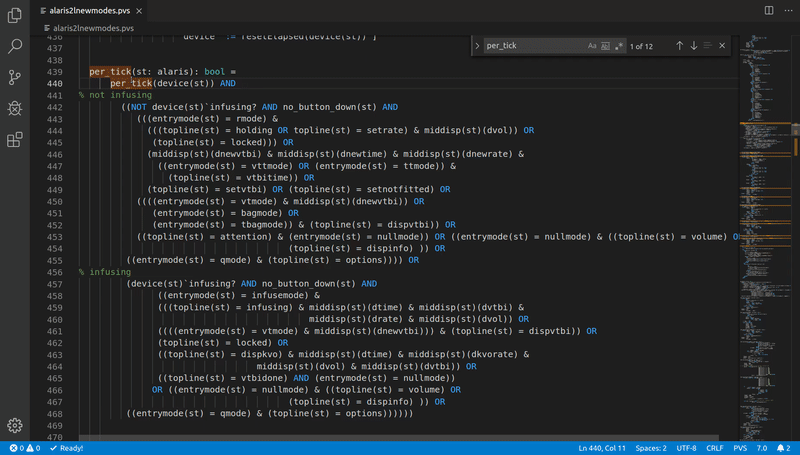 alaris2lnewmodes.pvs ×
alaris2lnewmodes.pvs
436 device := resetElapsed(device(st)) ]
per_tick Aa Ab .* 1 of 12
437
438
439 per_tick(st: alaris): bool =
440 per_tick(device(st)) AND
441 % not infusing
442 ((NOT device(st)`infusing? AND no_button_down(st) AND
443 (((entrymode(st) = rmode) &
444 (((topline(st) = holding OR topline(st) = setrate) & middisp(st)(dvol)) OR
445 (topline(st) = locked))) OR
446 (middisp(st)(dnewvtbi) & middisp(st)(dnewtime) & middisp(st)(dnewrate) &
447 ((entrymode(st) = vttmode) OR (entrymode(st) = ttmode)) &
448 (topline(st) = vtbitime)) OR
449 (topline(st) = setvtbi) OR (topline(st) = setnotfitted) OR
450 ((((entrymode(st) = vtmode) & middisp(st)(dnewvtbi)) OR
451 (entrymode(st) = bagmode) OR
452 (entrymode(st) = tbagmode)) & (topline(st) = dispvtbi)) OR
453 ((topline(st) = attention) & (entrymode(st) = nullmode)) OR ((entrymode(st) = nullmode) & ((topline(st) = volume) OR
454 (topline(st) = dispinfo) )) OR
455 ((entrymode(st) = qmode) & (topline(st) = options)))) OR
456 % infusing
457 (device(st)`infusing? AND no_button_down(st) AND
458 ((entrymode(st) = infusemode) &
459 (((topline(st) = infusing) & middisp(st)(dtime) & middisp(st)(dvtbi) &
460 middisp(st)(drate) & middisp(st)(dvol)) OR
461 ((((entrymode(st) = vtmode) & middisp(st)(dnewvtbi))) & (topline(st) = dispvtbi)) OR
462 (topline(st) = locked) OR
463 ((topline(st) = dispkvo) & middisp(st)(dtime) & middisp(st)(dkvorate) &
464 middisp(st)(dvol) & middisp(st)(dvtbi)) OR
465 ((topline(st) = vtbidone) AND (entrymode(st) = nullmode))
466 OR ((entrymode(st) = nullmode) & ((topline(st) = volume) OR
467 (topline(st) = dispinfo) )) OR
468 ((entrymode(st) = qmode) & (topline(st) = options))))))
469
470
0 0 Ready! Ln 440, Col 11 Spaces: 2 UTF-8 CRLF PVS 7.0 2